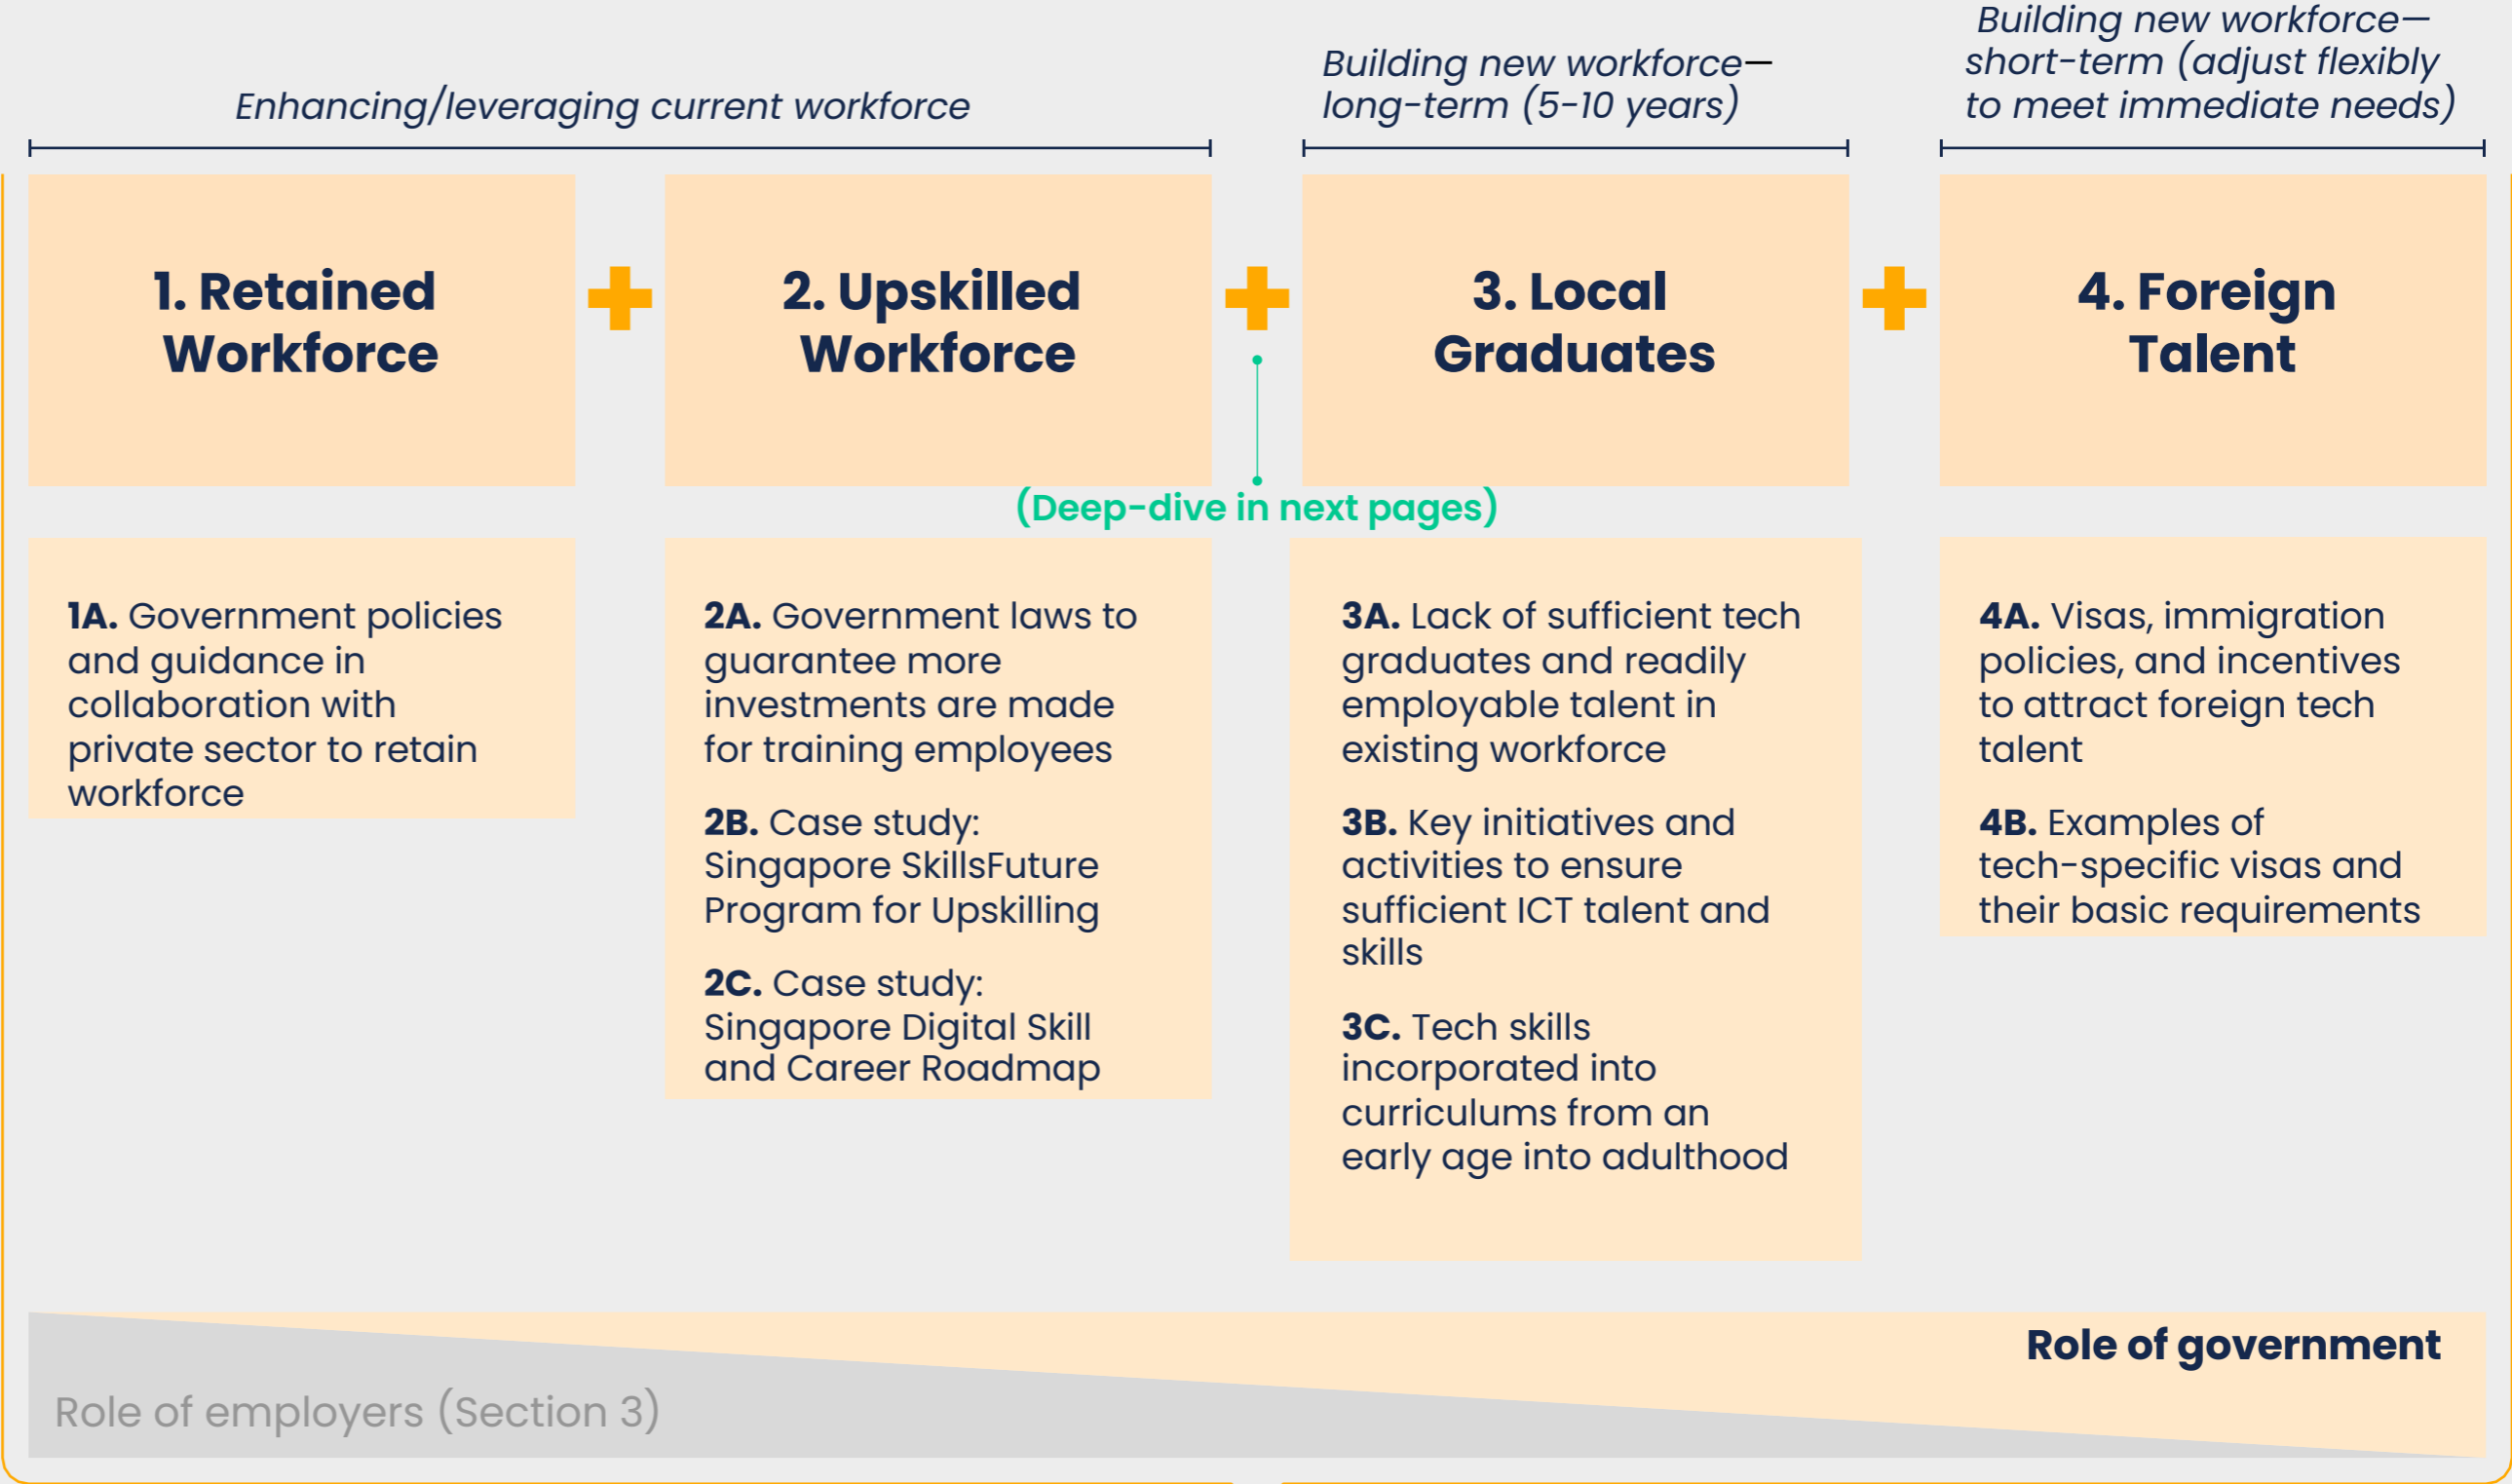 Enhancing/leveraging current workforce
Building new workforce—
long-term (5-10 years)
Building new workforce—
short-term (adjust flexibly
to meet immediate needs)
1. Retained
Workforce
2. Upskilled
Workforce
3. Local
Graduates
4. Foreign
Talent
(Deep-dive in next pages)
1A. Government policies
and guidance in
collaboration with
private sector to retain
workforce
2A. Government laws to
guarantee more
investments are made
for training employees
2B. Case study:
Singapore SkillsFuture
Program for Upskilling
2C. Case study:
Singapore Digital Skill
and Career Roadmap
3A. Lack of sufficient tech
graduates and readily
employable talent in
existing workforce
3B. Key initiatives and
activities to ensure
sufficient ICT talent and
skills
3C. Tech skills
incorporated into
curriculums from an
early age into adulthood
4A. Visas, immigration
policies, and incentives
to attract foreign tech
talent
4B. Examples of
tech-specific visas and
their basic requirements
Role of government
Role of employers (Section 3)